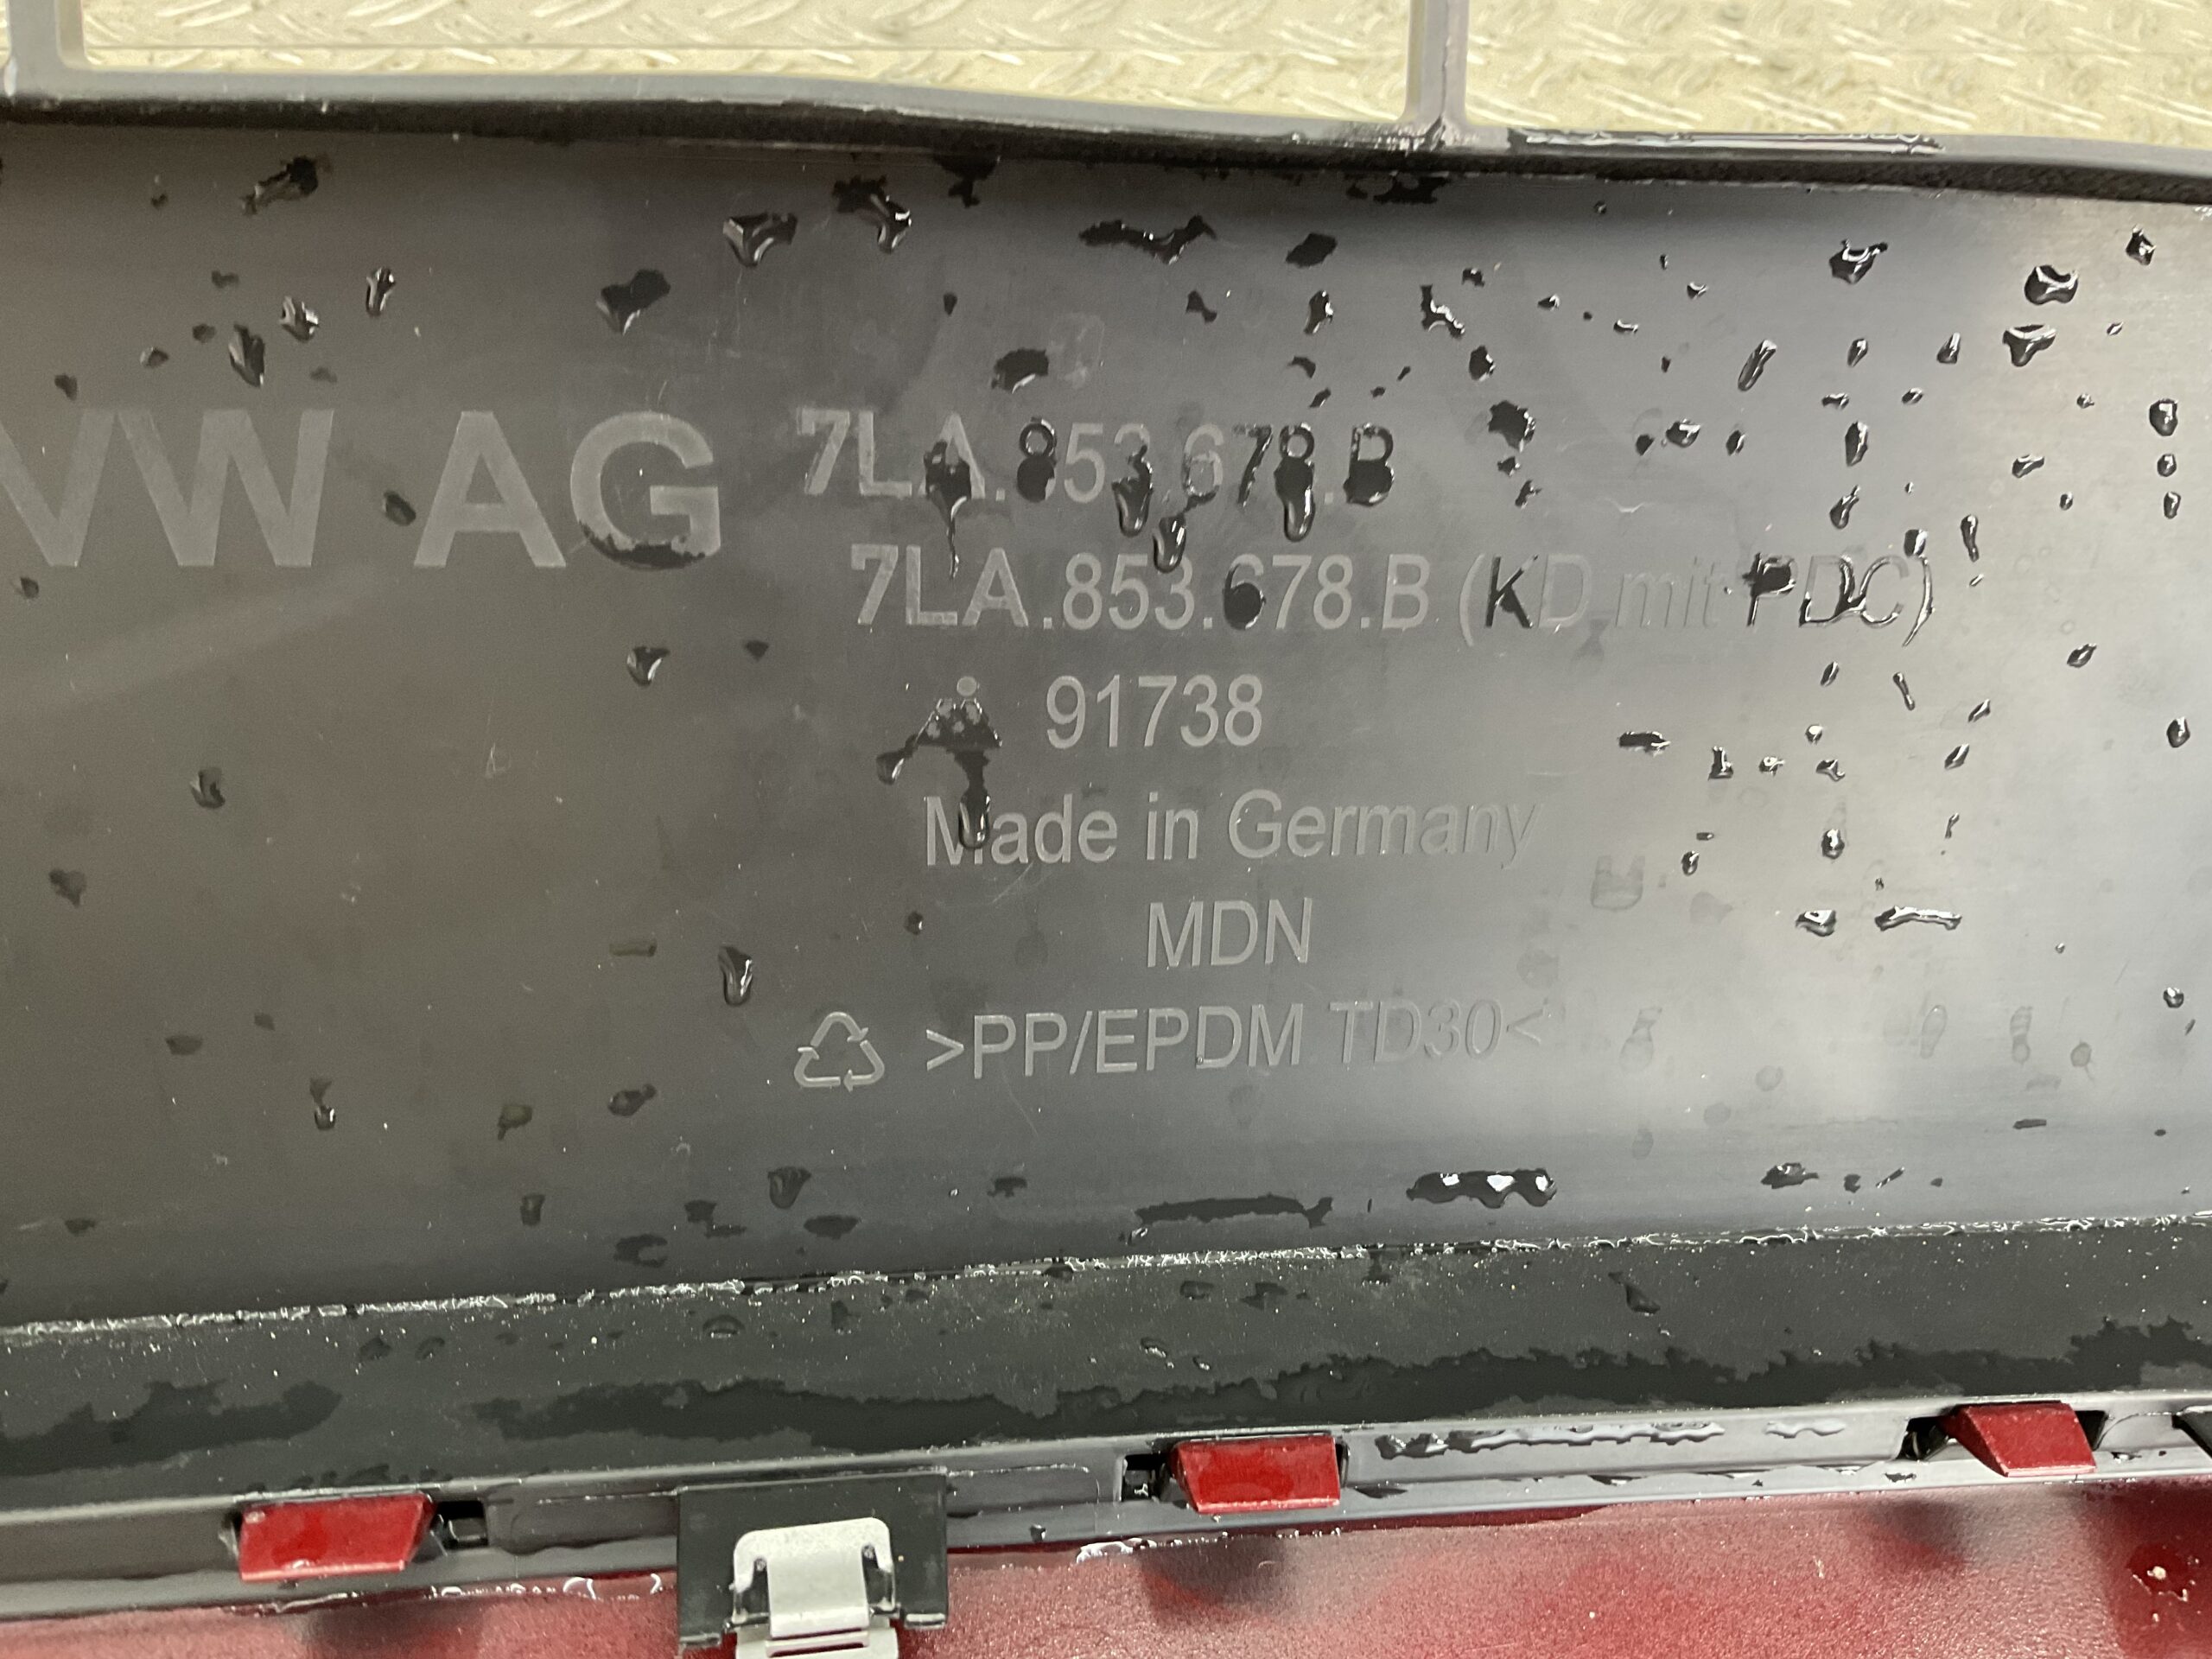 VW AG 7LA.853.678.B
7LA.853.678.B (KD mit PDC)
91738
Made in Germany
MDN
>PP/EPDM TD30<